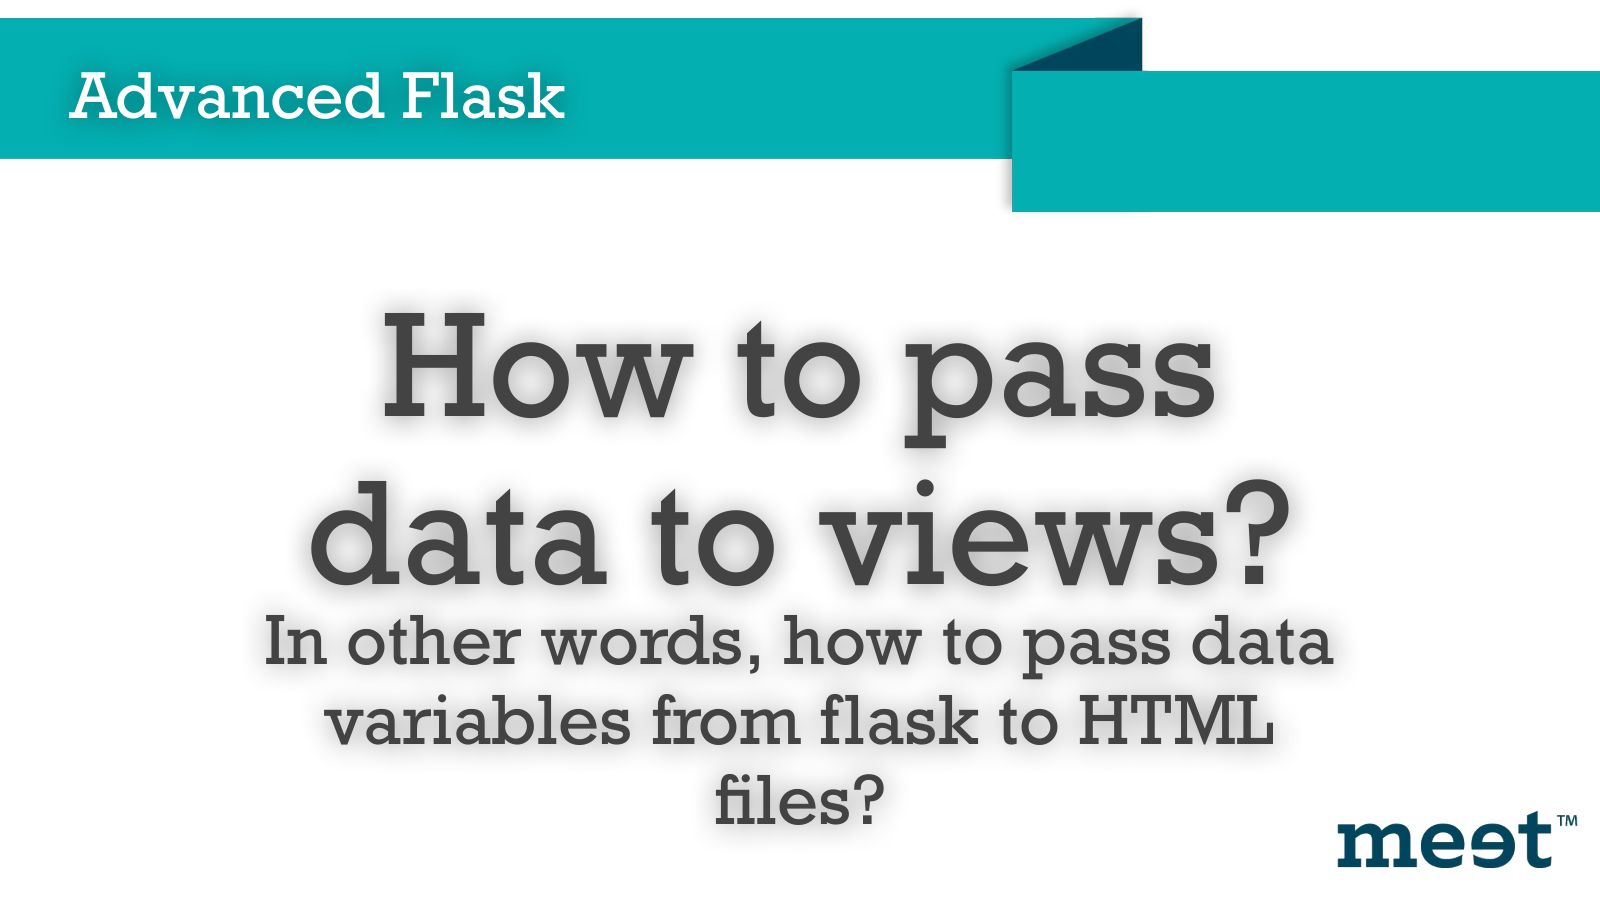 Advanced Flask
How to pass
data to views?
In other words, how to pass data
variables from flask to HTML
files?
meet™